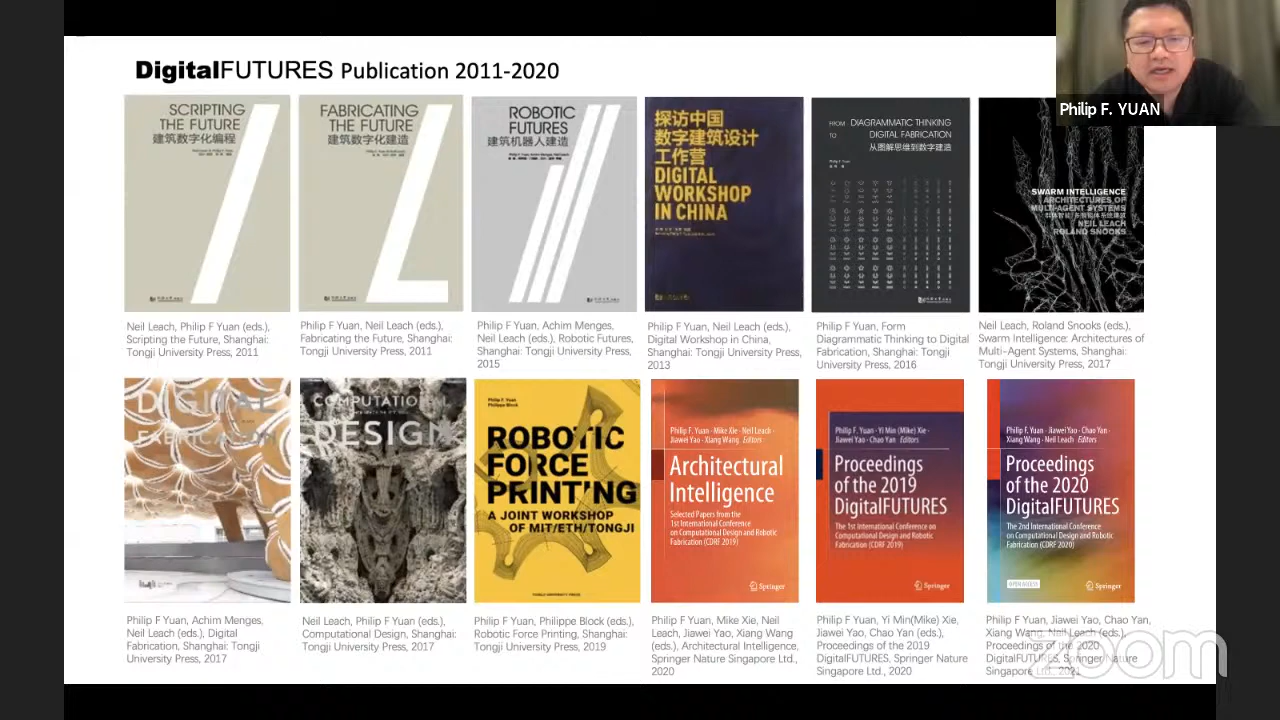 DigitalFUTURES Publication 2011-2020
Philip F. YUAN
SCRIPTING
THE FUTURE
建筑数字化编程
FABRICATING
THE FUTURE
建筑数字化建造
ROBOTIC
FUTURES
建筑机器人建造
探访中国
数字建筑设计
工作营
DIGITAL
WORKSHOP
IN CHINA
FROM DIAGRAMMATIC THINKING
TO DIGITAL FABRICATION
从图解思维到数字建造
SWARM INTELLIGENCE
ARCHITECTURES OF
MULTI-AGENT SYSTEMS
NEIL LEACH
ROLAND SNOOKS
Neil Leach, Philip F Yuan (eds.),
Scripting the Future, Shanghai:
Tongji University Press, 2011
Philip F Yuan, Neil Leach (eds.),
Fabricating the Future, Shanghai:
Tongji University Press, 2011
Philip F Yuan, Achim Menges,
Neil Leach (eds.), Robotic Futures,
Shanghai: Tongji University Press,
2015
Philip F Yuan, Neil Leach (eds.),
Digital Workshop in China,
Shanghai: Tongji University Press,
2013
Philip F Yuan, Form
Diagrammatic Thinking to Digital
Fabrication, Shanghai: Tongji
University Press, 2016
Neil Leach, Roland Snooks (eds.),
Swarm Intelligence: Architectures of
Multi-Agent Systems, Shanghai:
Tongji University Press, 2017
DIGITAL
FABRICATION
COMPUTATIONAL
DESIGN
Philip F. Yuan
Philippe Block
ROBOTIC
FORCE
PRINTING
A JOINT WORKSHOP
OF MIT/ETH/TONGJI
TONGJI UNIVERSITY PRESS
Philip F. Yuan · Mike Xie · Neil Leach ·
Jiawei Yao · Xiang Wang Editors
Architectural
Intelligence
Selected Papers from the
1st International Conference
on Computational Design and Robotic
Fabrication (CDRF 2019)
Springer
Philip F. Yuan · Yi Min (Mike) Xie ·
Jiawei Yao · Chao Yan Editors
Proceedings
of the 2019
DigitalFUTURES
The 1st International Conference on
Computational Design and Robotic
Fabrication (CDRF 2019)
Springer
Philip F. Yuan · Jiawei Yao · Chao Yan ·
Xiang Wang · Neil Leach Editors
Proceedings
of the 2020
DigitalFUTURES
The 2nd International Conference
on Computational Design and Robotic
Fabrication (CDRF 2020)
OPEN ACCESS
Springer
Philip F Yuan, Achim Menges,
Neil Leach (eds.), Digital
Fabrication, Shanghai: Tongji
University Press, 2017
Neil Leach, Philip F Yuan (eds.),
Computational Design, Shanghai:
Tongji University Press, 2017
Philip F Yuan, Philippe Block (eds.),
Robotic Force Printing, Shanghai:
Tongji University Press, 2019
Philip F Yuan, Mike Xie, Neil
Leach, Jiawei Yao, Xiang Wang
(eds.), Architectural Intelligence,
Springer Nature Singapore Ltd.,
2020
Philip F Yuan, Yi Min(Mike) Xie,
Jiawei Yao, Chao Yan (eds.),
Proceedings of the 2019
DigitalFUTURES, Springer Nature
Singapore Ltd., 2020
Philip F Yuan, Jiawei Yao, Chao Yan,
Xiang Wang, Neil Leach (eds.),
Proceedings of the 2020
DigitalFUTURES, Springer Nature
Singapore Ltd., 2021
zoom